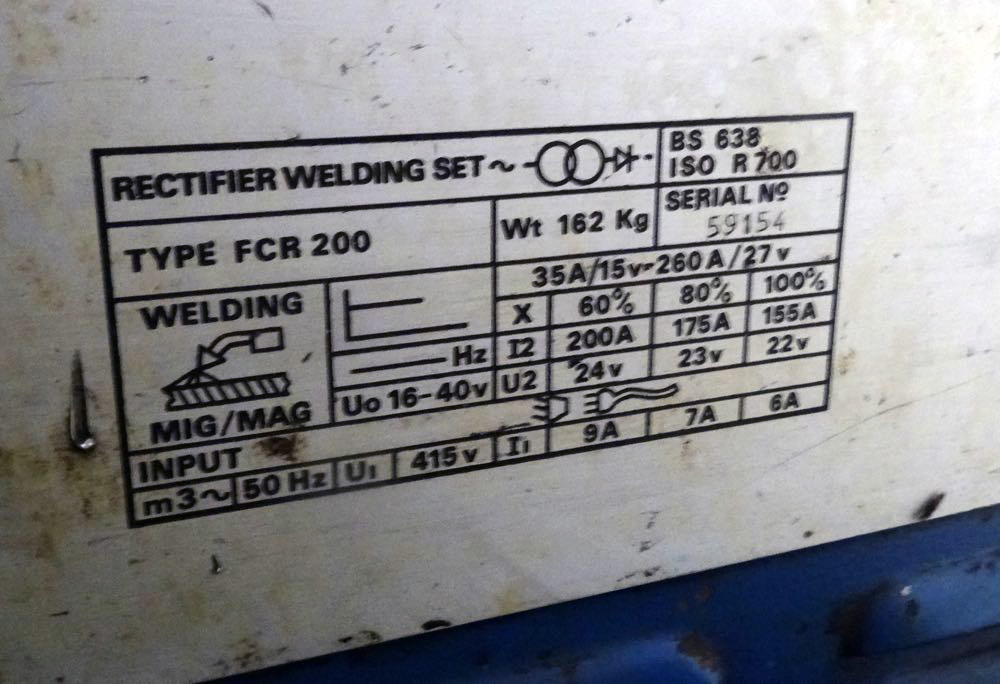 RECTIFIER WELDING SET ~
BS 638
ISO R 700
TYPE FCR 200
Wt 162 Kg
SERIAL Nº
59154
35A/15v-260A/27v
WELDING
X 60% 80% 100%
Hz I2 200A 175A 155A
Uo 16-40v U2 24v 23v 22v
MIG/MAG
INPUT
m3~ 50 Hz U1 415v I1 9A 7A 6A